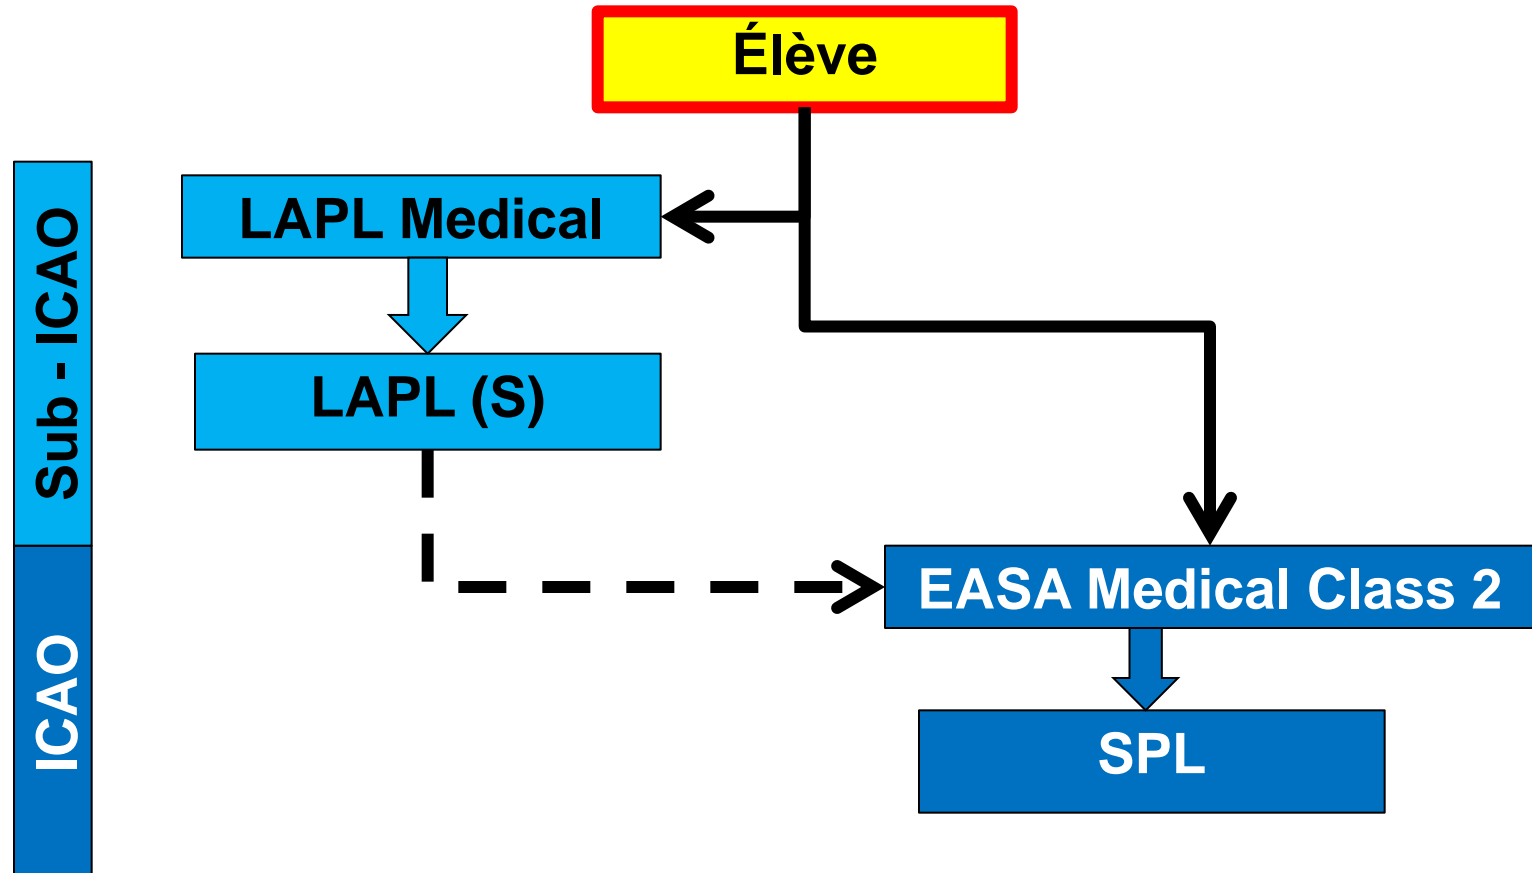 Élève
Sub - ICAO
LAPL Medical
LAPL (S)
ICAO
EASA Medical Class 2
SPL